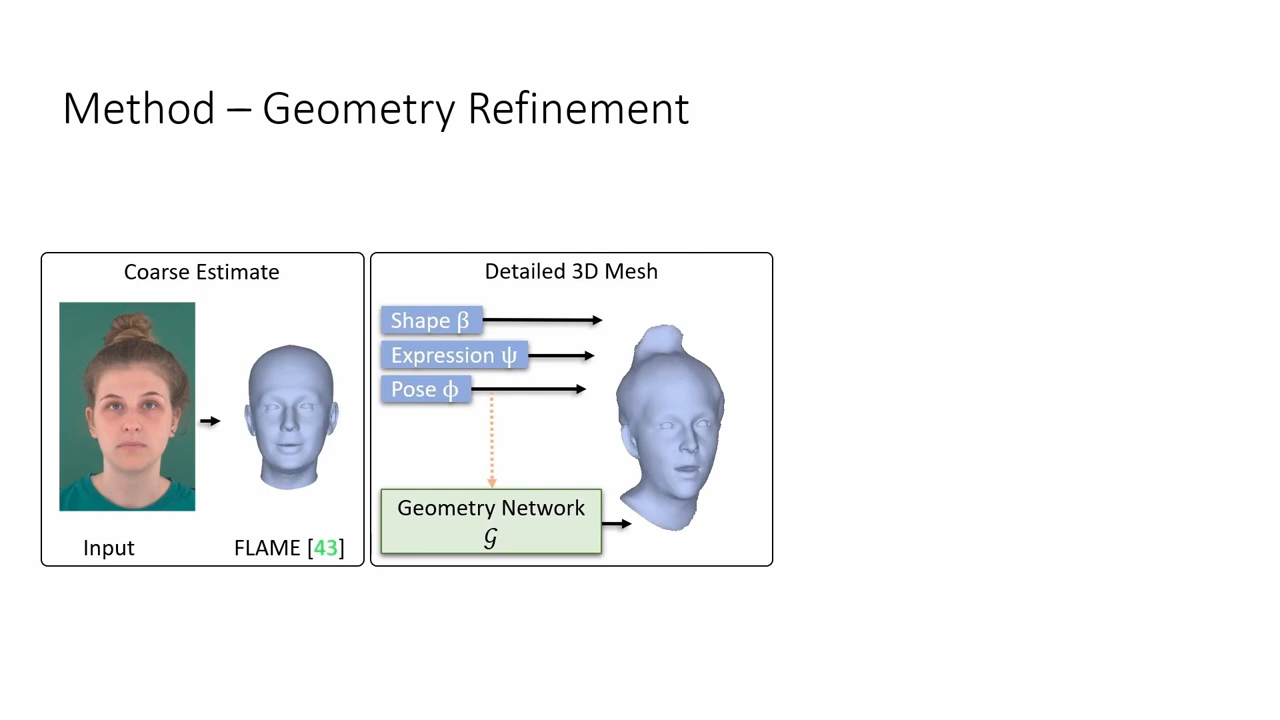 Method – Geometry Refinement
Coarse Estimate
Input
FLAME [43]
Detailed 3D Mesh
Shape β
Expression ψ
Pose ϕ
Geometry Network
𝒢